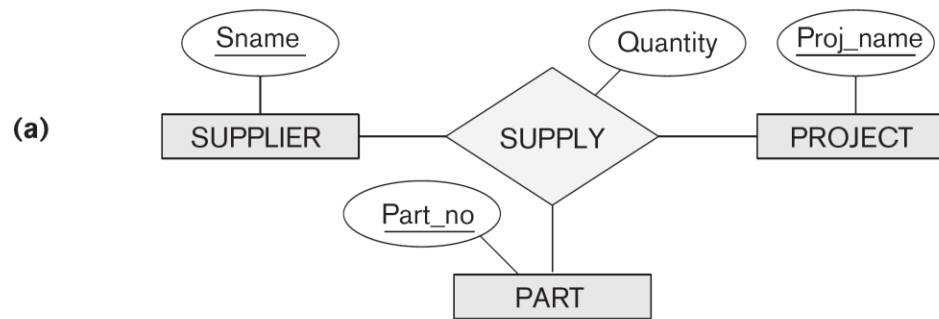 Sname
Quantity
Proj_name
(a)
SUPPLIER
SUPPLY
PROJECT
Part_no
PART